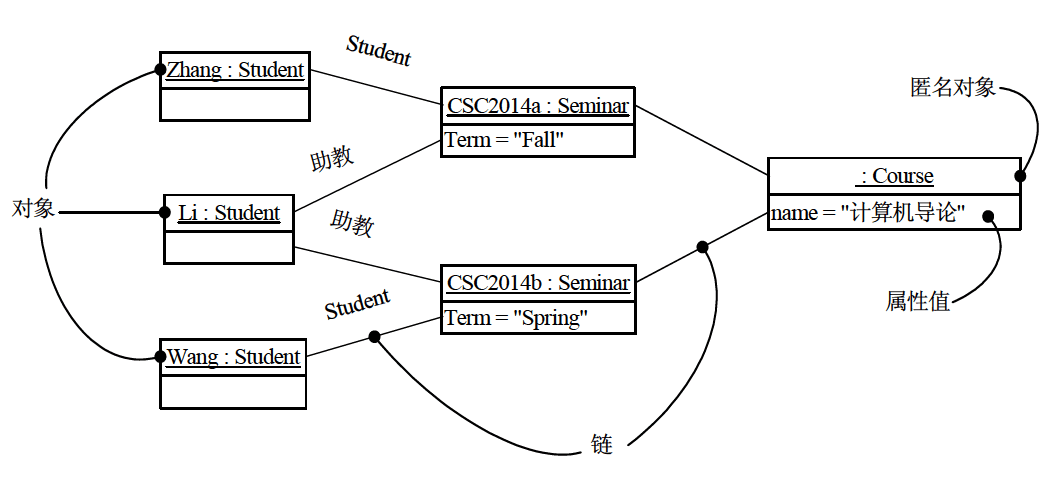 Student
Zhang : Student
CSC2014a : Seminar
Term = "Fall"
匿名对象
助教
: Course
name = "计算机导论"
对象
Li : Student
助教
CSC2014b : Seminar
Term = "Spring"
属性值
Student
Wang : Student
链